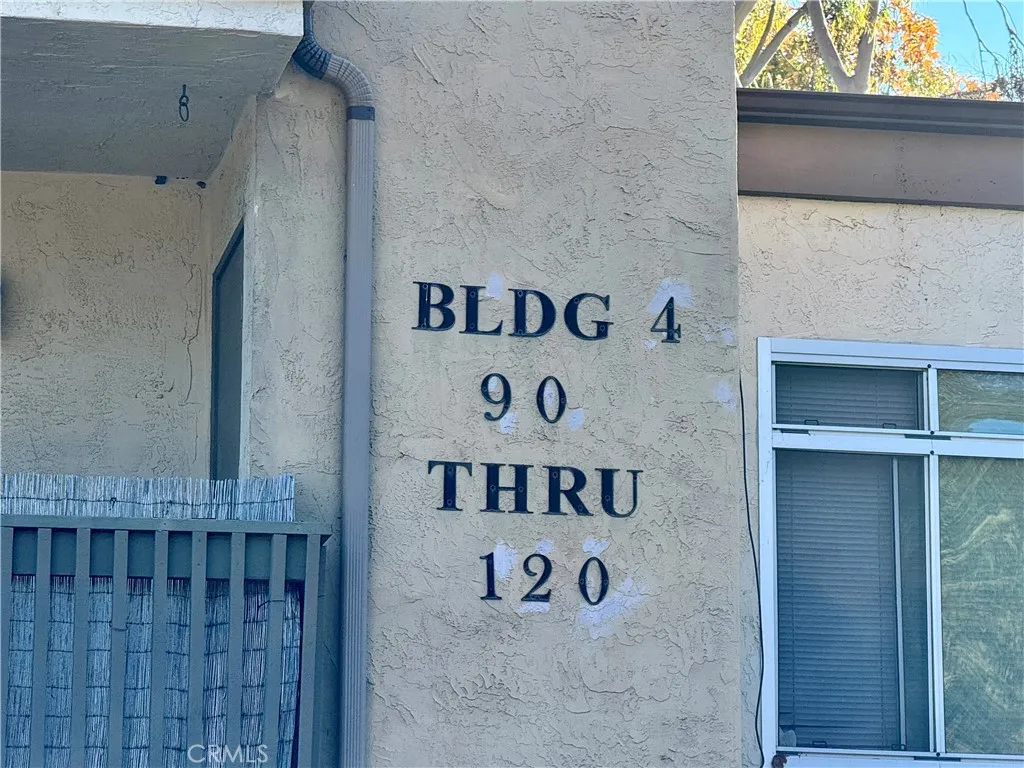 BLDG 4
90
THRU
120
CRMLS